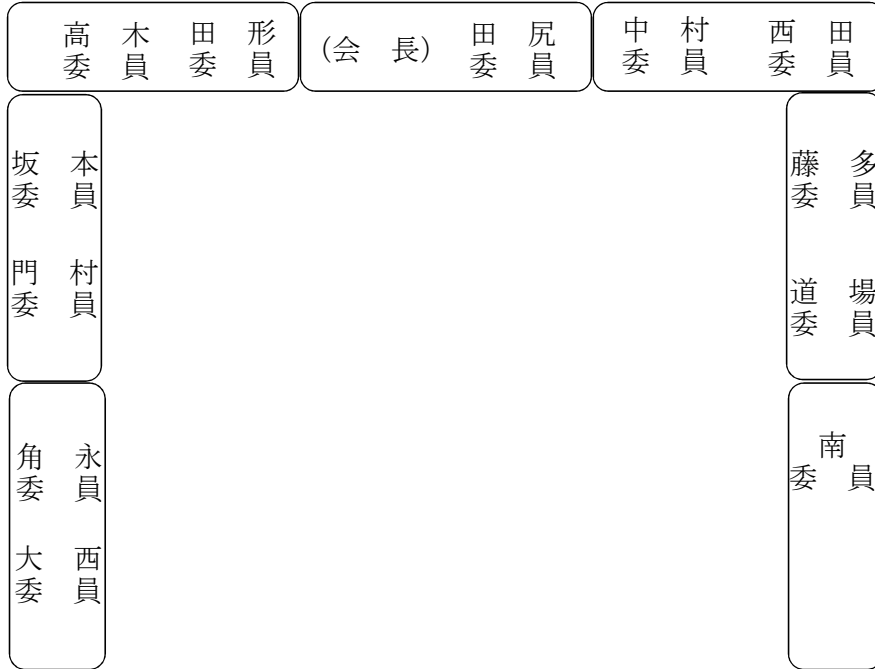 高木 田形
委員 委員
(会 長) 田尻
委員
中村 西田
委員 委員
坂本
委員
門村
委員
角永
委員
大西
委員
藤多
委員
道場
委員
南
委員